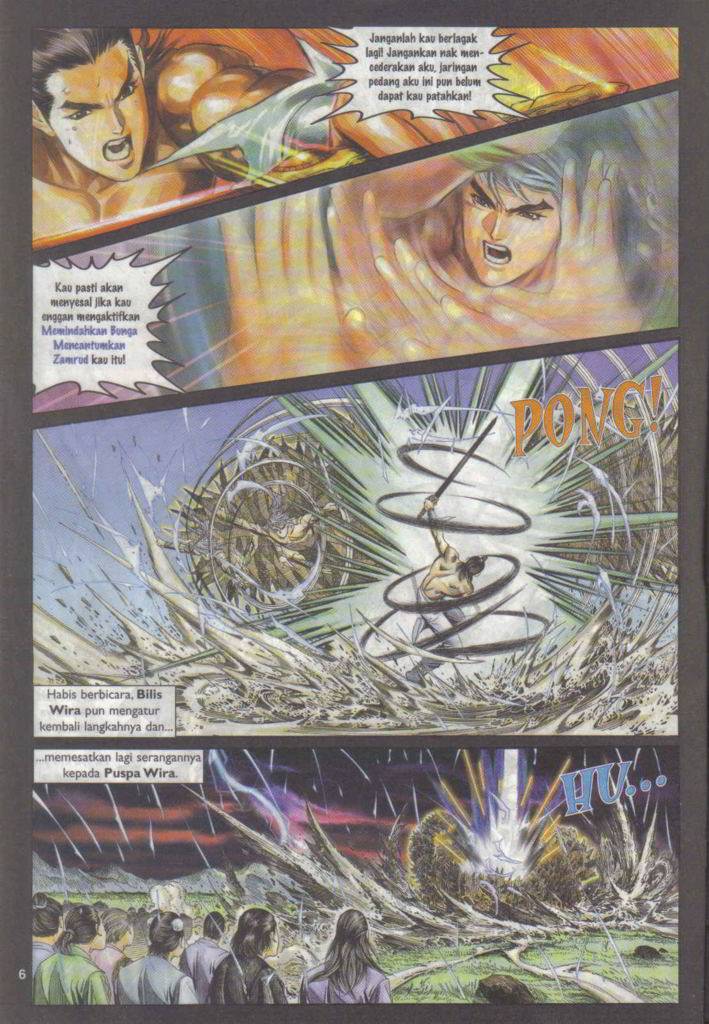 Janganlah kau berlagak
lagi! Jangankan nak men-
cederakan aku, jaringan
pedang aku ini pun belum
dapat kau patahkan!
Kau pasti akan
menyesal jika kau
enggan mengaktifkan
Memindahkan Bunga
Mencantumkan
Zamrud kau itu!
PONG!
Habis berbicara, Bilis
Wira pun mengatur
kembali langkahnya dan...
...memesatkan lagi serangannya
kepada Puspa Wira.
HU...
6